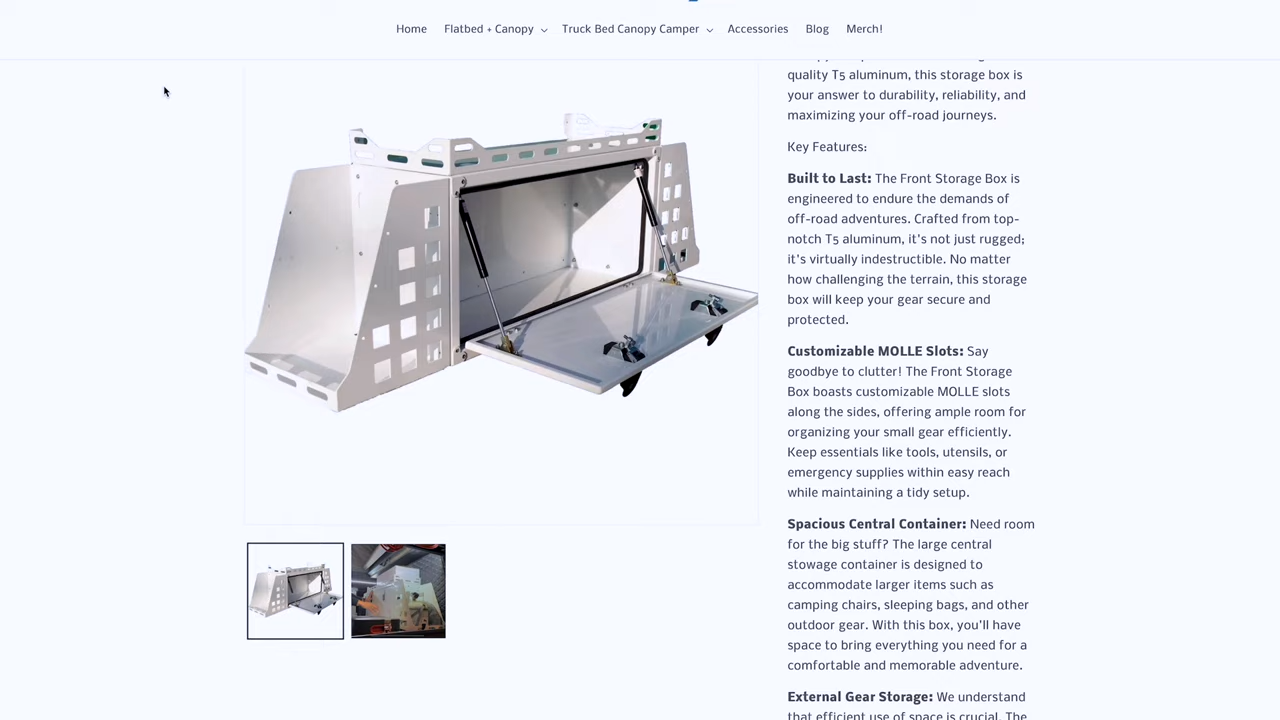 Home Flatbed + Canopy Truck Bed Canopy Camper Accessories Blog Merch!
quality T5 aluminum, this storage box is
your answer to durability, reliability, and
maximizing your off-road journeys.
Key Features:
Built to Last: The Front Storage Box is
engineered to endure the demands of
off-road adventures. Crafted from top-
notch T5 aluminum, it's not just rugged;
it's virtually indestructible. No matter
how challenging the terrain, this storage
box will keep your gear secure and
protected.
Customizable MOLLE Slots: Say
goodbye to clutter! The Front Storage
Box boasts customizable MOLLE slots
along the sides, offering ample room for
organizing your small gear efficiently.
Keep essentials like tools, utensils, or
emergency supplies within easy reach
while maintaining a tidy setup.
Spacious Central Container: Need room
for the big stuff? The large central
stowage container is designed to
accommodate larger items such as
camping chairs, sleeping bags, and other
outdoor gear. With this box, you'll have
space to bring everything you need for a
comfortable and memorable adventure.
External Gear Storage: We understand
that efficient use of space is crucial. The